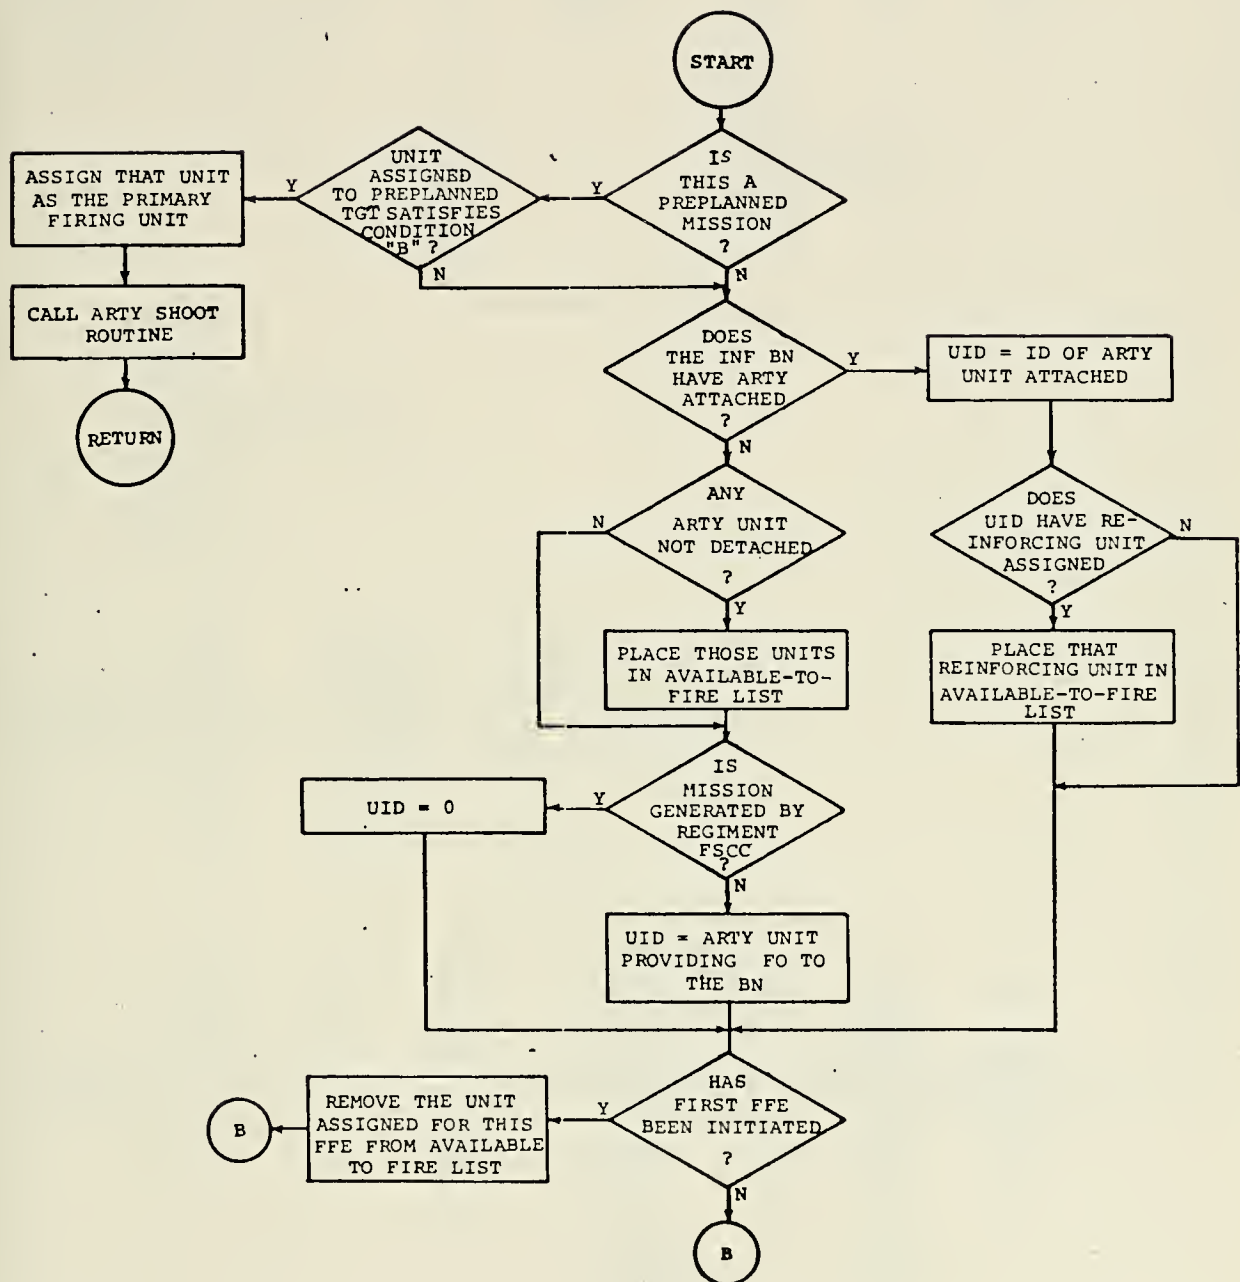 START
IS
THIS A
PREPLANNED
MISSION
?
Y
N
UNIT
ASSIGNED
TO PREPLANNED
TGT SATISFIES
CONDITION
"B" ?
Y
N
ASSIGN THAT UNIT
AS THE PRIMARY
FIRING UNIT
CALL ARTY SHOOT
ROUTINE
RETURN
DOES
THE INF BN
HAVE ARTY
ATTACHED
?
Y
N
UID = ID OF ARTY
UNIT ATTACHED
DOES
UID HAVE RE-
INFORCING UNIT
ASSIGNED
?
N
Y
PLACE THAT
REINFORCING UNIT IN
AVAILABLE-TO-FIRE
LIST
ANY
ARTY UNIT
NOT DETACHED
?
N
Y
PLACE THOSE UNITS
IN AVAILABLE-TO-
FIRE LIST
IS
MISSION
GENERATED BY
REGIMENT
FSCC
?
Y
N
UID = 0
UID = ARTY UNIT
PROVIDING FO TO
THE BN
HAS
FIRST FFE
BEEN INITIATED
?
Y
N
REMOVE THE UNIT
ASSIGNED FOR THIS
FFE FROM AVAILABLE
TO FIRE LIST
B
B